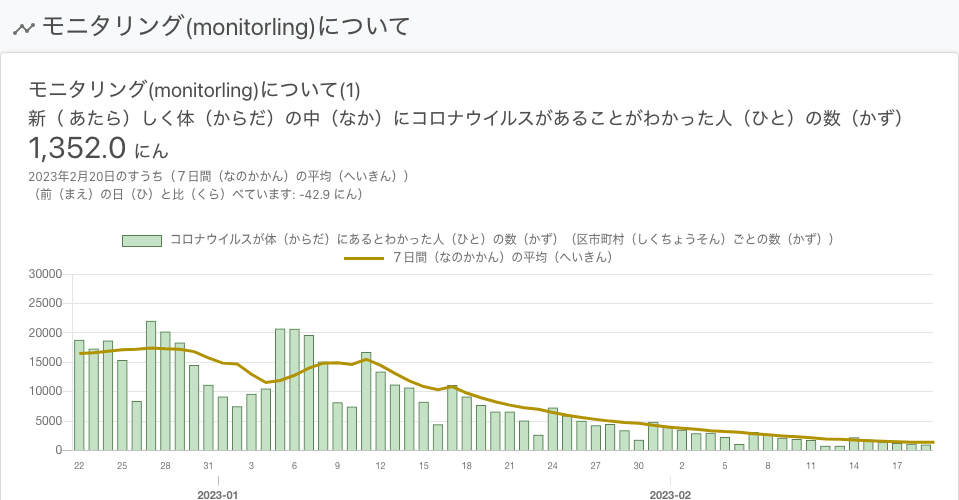 モニタリング(monitorling)について
モニタリング(monitorling)について(1)
新（ あたら）しく体（からだ）の中（なか）にコロナウイルスがあることがわかった人（ひと）の数（かず）
1,352.0 にん
2023年2月20日のすうち（７日間（なのかかん）の平均（へいきん））
（前（まえ）の日（ひ）と比（くら）べています: -42.9 にん）
コロナウイルスが体（からだ）にあるとわかった人（ひと）の数（かず）（区市町村（しくちょうそん）ごとの数（かず））
７日間（なのかかん）の平均（へいきん）
30000
25000
20000
15000
10000
5000
0
22 25 28 31 3 6 9 12 15 18 21 24 27 30 2 5 8 11 14 17
2023-01 2023-02